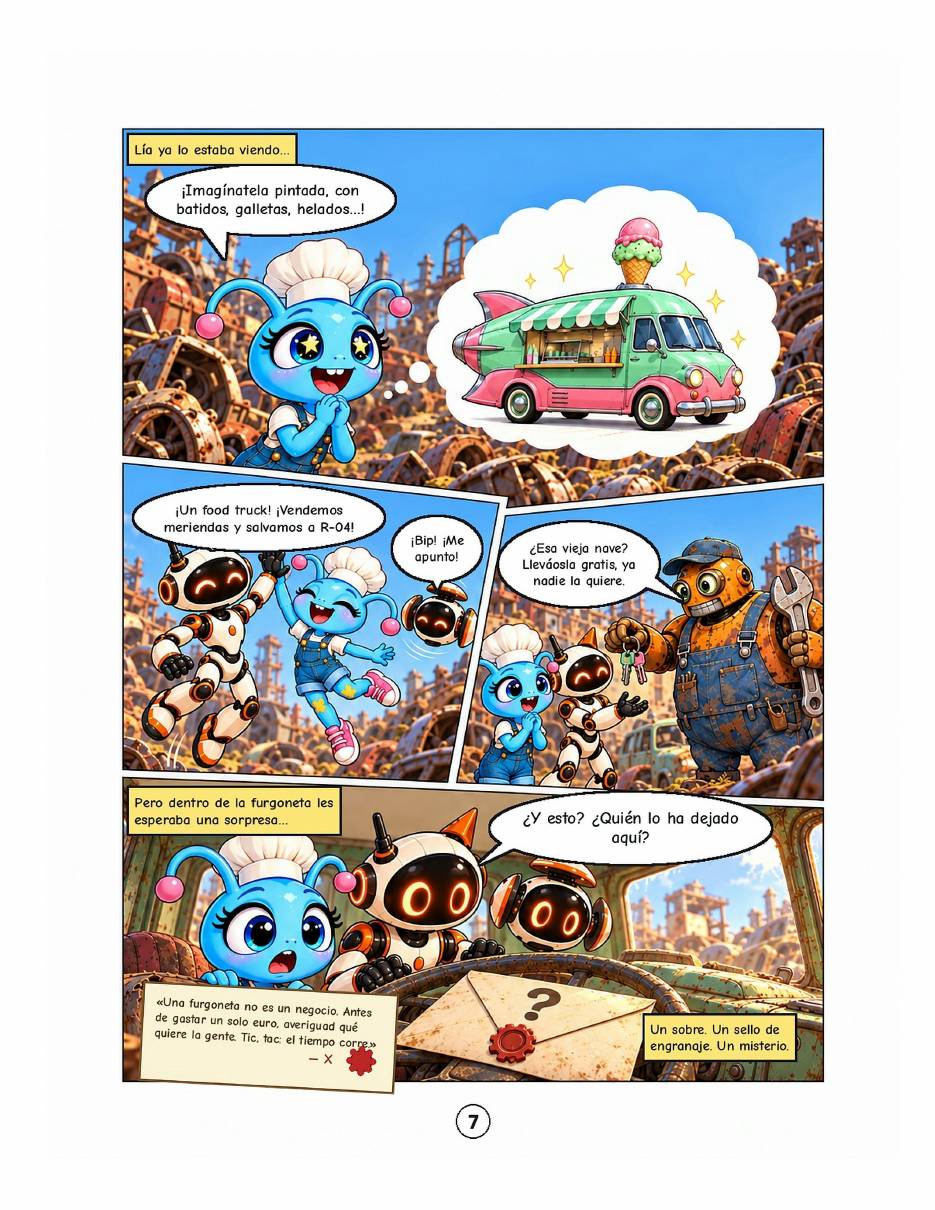 Lía ya lo estaba viendo...
¡Imagínatela pintada, con
batidos, galletas, helados...!
¡Un food truck! ¡Vendemos
meriendas y salvamos a R-04!
¡Bip! ¡Me
apunto!
¿Esa vieja nave?
Lleváosla gratis, ya
nadie la quiere.
Pero dentro de la furgoneta les
esperaba una sorpresa...
¿Y esto? ¿Quién lo ha dejado
aquí?
«Una furgoneta no es un negocio. Antes
de gastar un solo euro, averiguad qué
quiere la gente. Tic, tac: el tiempo corre.»
– X
?
Un sobre. Un sello de
engranaje. Un misterio.
7